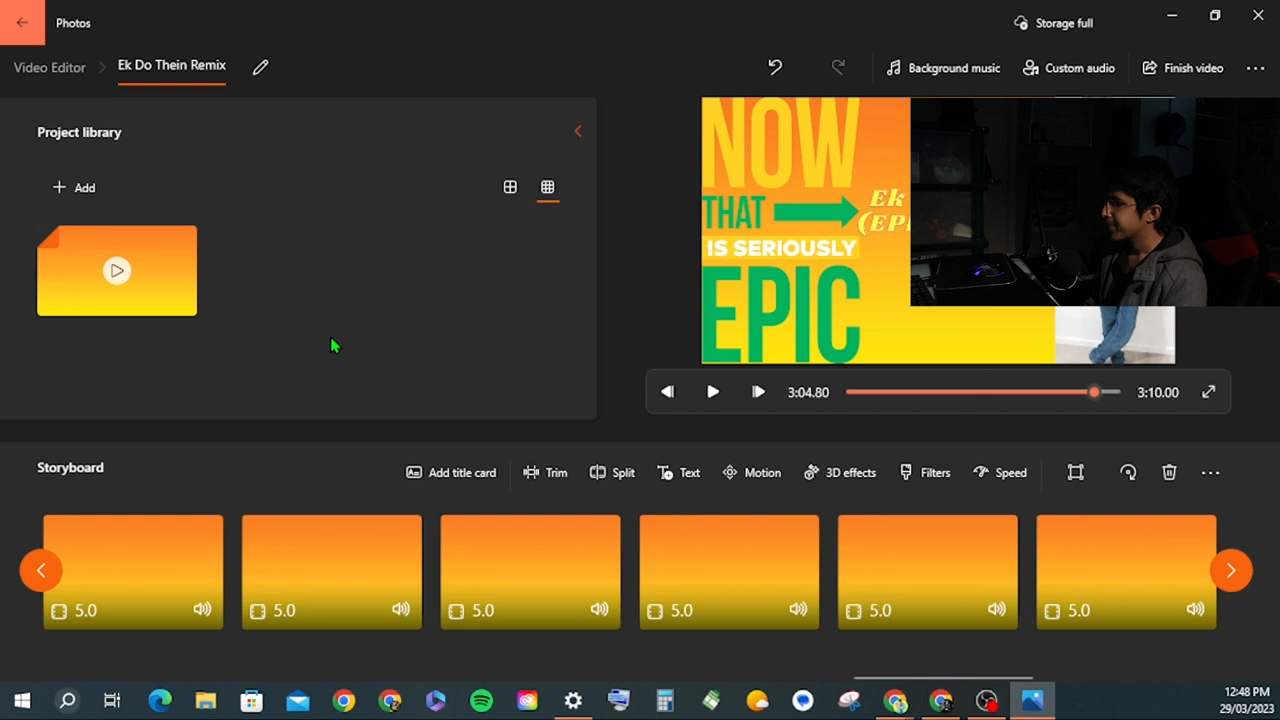 Photos
Storage full
Video Editor
Ek Do Thein Remix
Background music
Custom audio
Finish video
Project library
Add
NOW
THAT
IS SERIOUSLY
EPIC
Ek
3:04.80
3:10.00
Storyboard
Add title card
Trim
Split
Text
Motion
3D effects
Filters
Speed
5.0
5.0
5.0
5.0
5.0
5.0
12:48 PM
29/03/2023